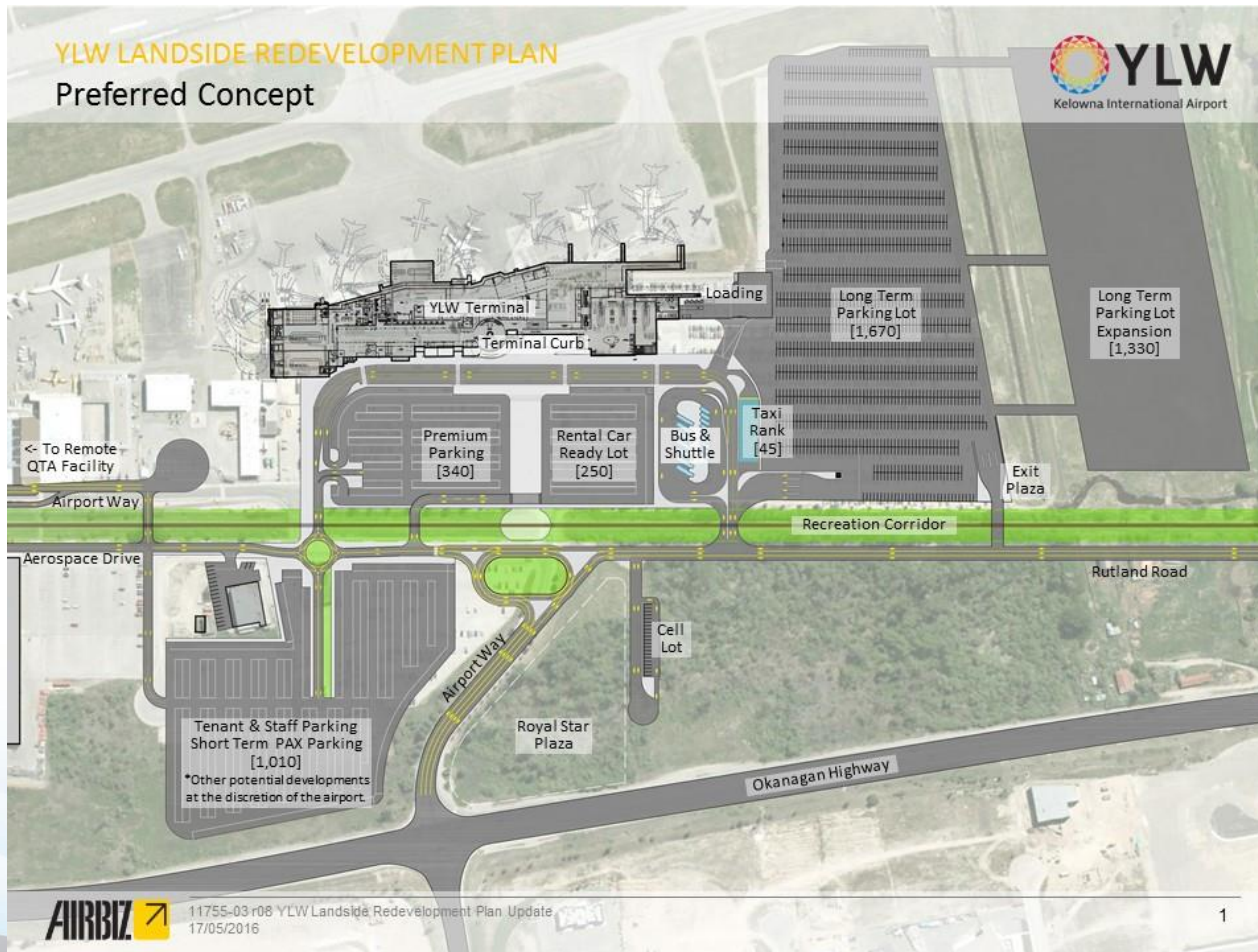 YLW LANDSIDE REDEVELOPMENT PLAN
Preferred Concept
YLW
Kelowna International Airport
YLW Terminal
Terminal Curb
Loading
Long Term
Parking Lot
[1,670]
Long Term
Parking Lot
Expansion
[1,330]
Premium
Parking
[340]
Rental Car
Ready Lot
[250]
Bus &
Shuttle
Taxi
Rank
[45]
<- To Remote
QTA Facility
Airport Way
Exit
Plaza
Recreation Corridor
Aerospace Drive
Rutland Road
Cell
Lot
Airport Way
Tenant & Staff Parking
Short Term PAX Parking
[1,010]
*Other potential developments
at the discretion of the airport.
Royal Star
Plaza
Okanagan Highway
AIRBIZ
11755-03 r08 YLW Landside Redevelopment Plan Update
17/05/2016
1